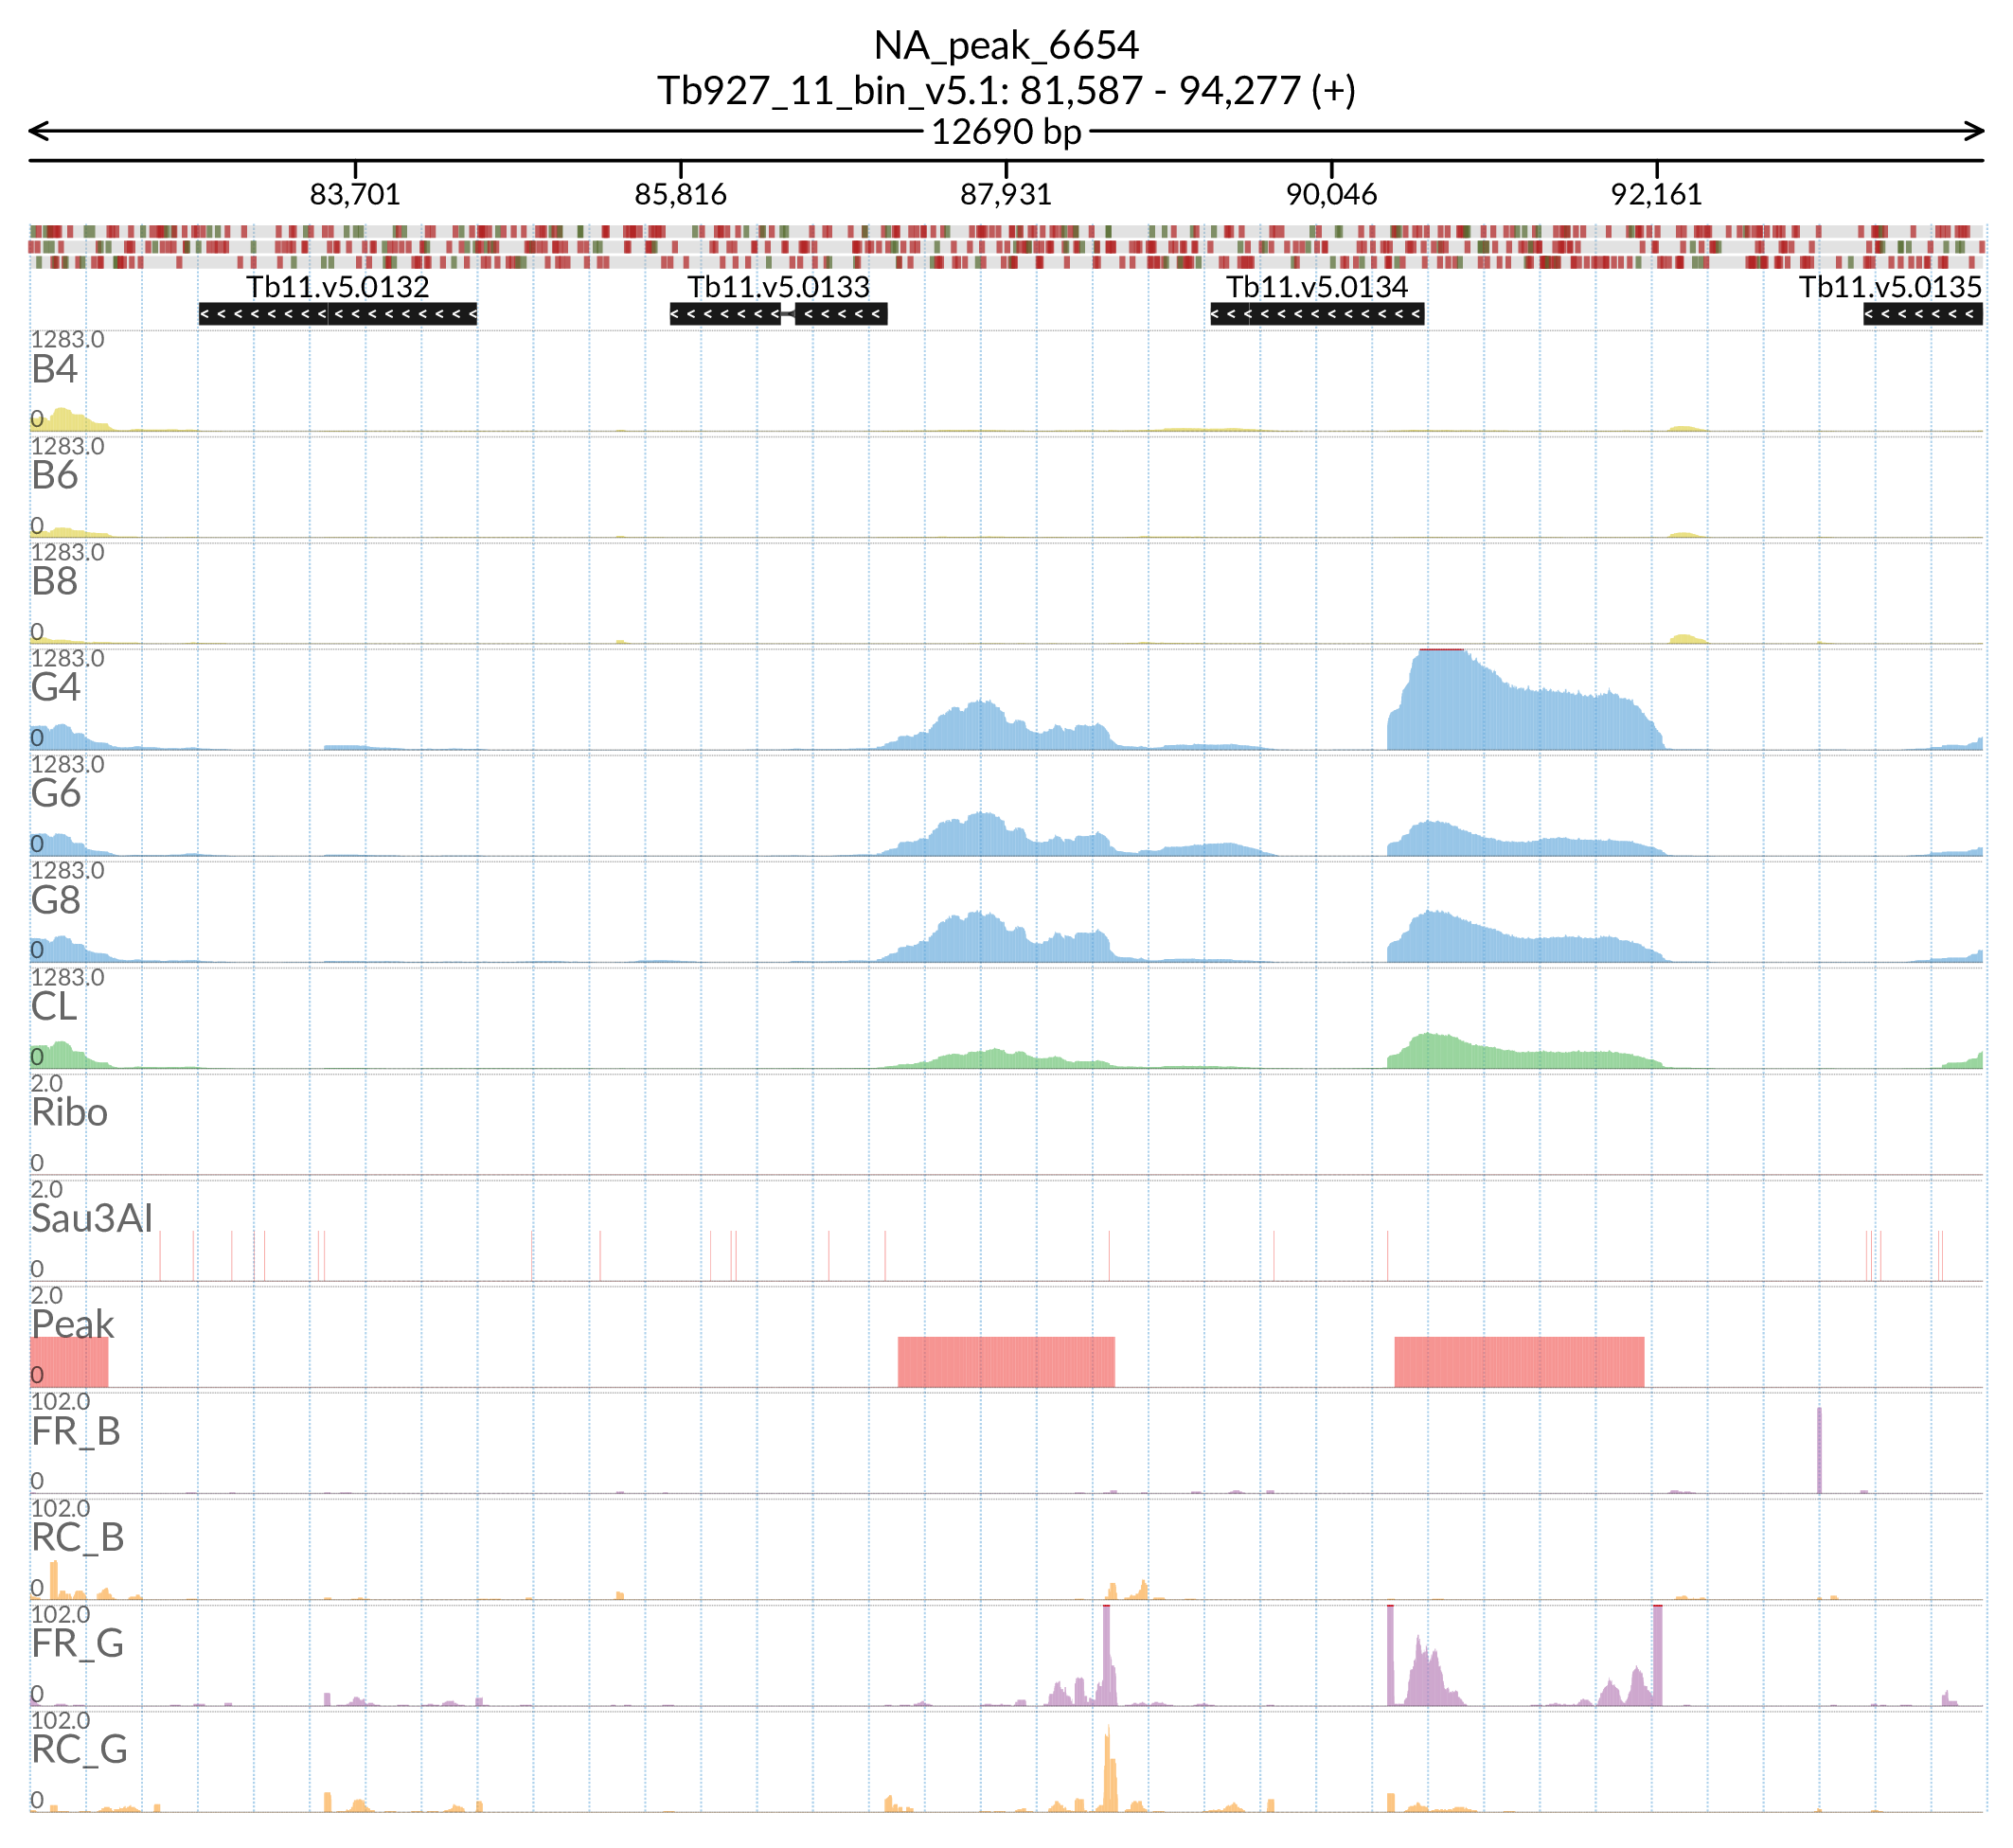 NA_peak_6654
Tb927_11_bin_v5.1: 81,587 - 94,277 (+)
12690 bp
83,701 85,816 87,931 90,046 92,161
Tb11.v5.0132 Tb11.v5.0133 Tb11.v5.0134 Tb11.v5.0135
1283.0
B4
0
1283.0
B6
0
1283.0
B8
0
1283.0
G4
0
1283.0
G6
0
1283.0
G8
0
1283.0
CL
0
2.0
Ribo
0
2.0
Sau3AI
0
2.0
Peak
0
102.0
FR_B
0
102.0
RC_B
0
102.0
FR_G
0
102.0
RC_G
0